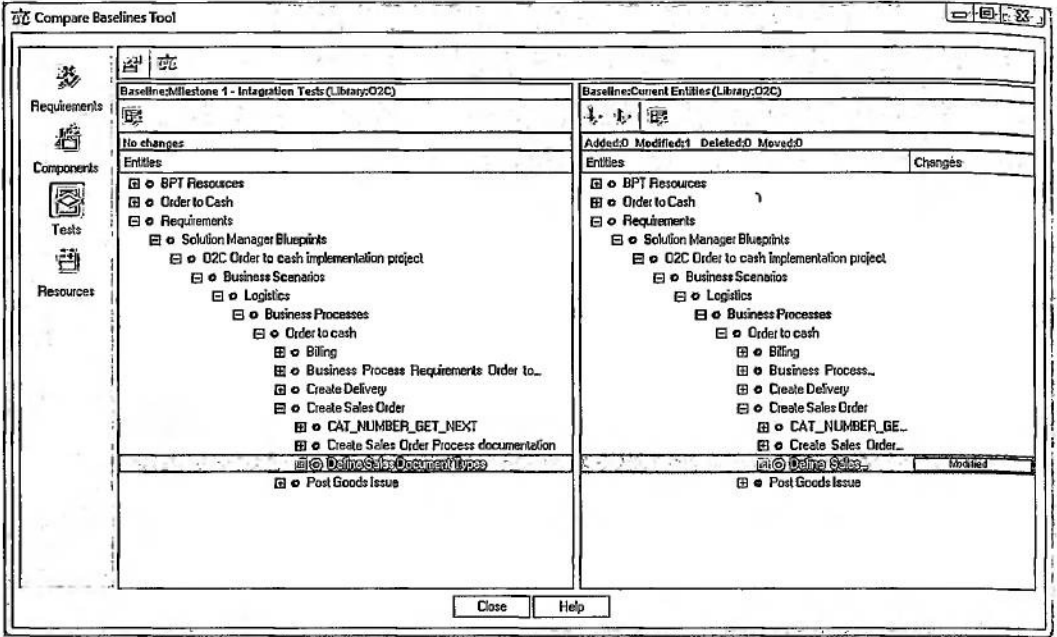 Compare Baselines Tool
Requirements
Components
Tests
Resources
Baseline:Milestone 1 - Integration Tests (Library:O2C)
No changes
Entities
BPT Resources
Order to Cash
Requirements
Solution Manager Blueprints
O2C Order to cash implementation project
Business Scenarios
Logistics
Business Processes
Order to cash
Billing
Business Process Requirements Order to...
Create Delivery
Create Sales Order
CAT_NUMBER_GET_NEXT
Create Sales Order Process documentation
Define Sales Document Types
Post Goods Issue
Baseline:Current Entities (Library:O2C)
Added:0 Modified:1 Deleted:0 Moved:0
Entities Changes
BPT Resources
Order to Cash
Requirements
Solution Manager Blueprints
O2C Order to cash implementation project
Business Scenarios
Logistics
Business Processes
Order to cash
Billing
Business Process...
Create Delivery
Create Sales Order
CAT_NUMBER_GE...
Create Sales Order...
Define Sales... Modified
Post Goods Issue
Close Help